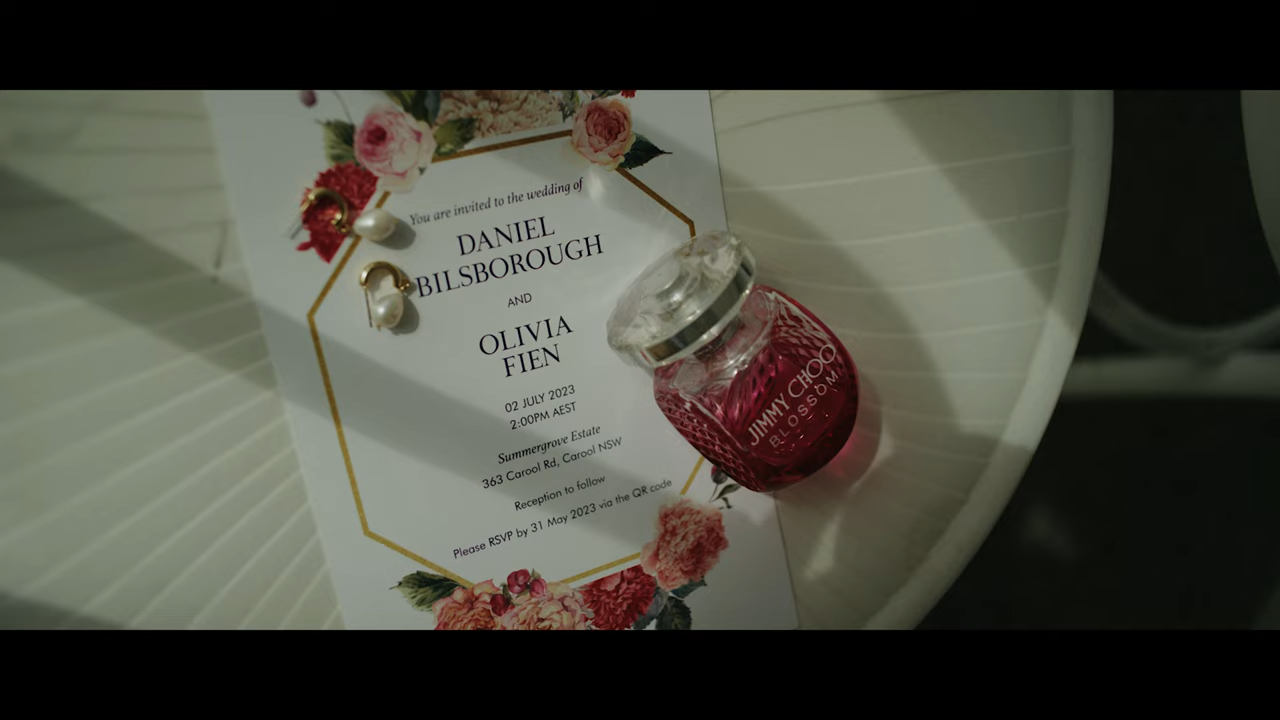 You are invited to the wedding of
DANIEL
BILSBOROUGH
AND
OLIVIA
FIEN
02 JULY 2023
2:00PM AEST
Summergrove Estate
363 Carool Rd, Carool NSW
Reception to follow
Please RSVP by 31 May 2023 via the QR code
JIMMY CHOO
BLOSSOM